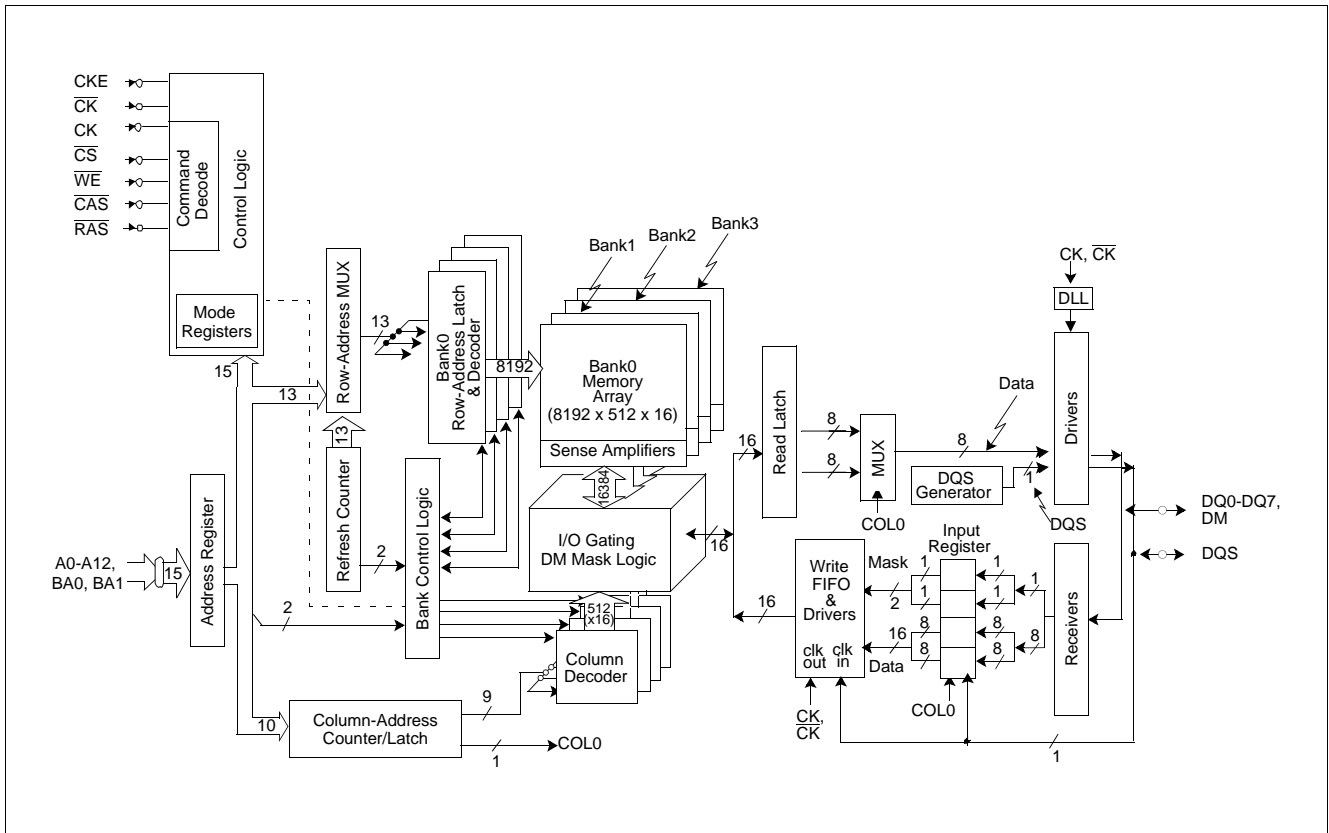 CKE
CK
CK
CS
WE
CAS
RAS
Command
Decode
Control Logic
Mode
Registers
15
13
Row-Address MUX
13
Refresh Counter
13
Bank0
Row-Address Latch
& Decoder
8192
Bank1
Bank2
Bank3
Bank0
Memory
Array
(8192 x 512 x 16)
Sense Amplifiers
16384
I/O Gating
DM Mask Logic
16
16
Read Latch
8
8
MUX
COL0
8
Data
DQS
Generator
1
DQS
CK, CK
DLL
Drivers
DQ0-DQ7,
DM
DQS
A0-A12,
BA0, BA1
15
Address Register
2
2
Bank Control Logic
512
(x16)
Column
Decoder
9
10
Column-Address
Counter/Latch
1
COL0
16
Write
FIFO
&
Drivers
clk
out
clk
in
CK,
CK
Mask
2
16
Data
Input
Register
1
1
8
8
1
1
8
8
1
8
COL0
Receivers
1